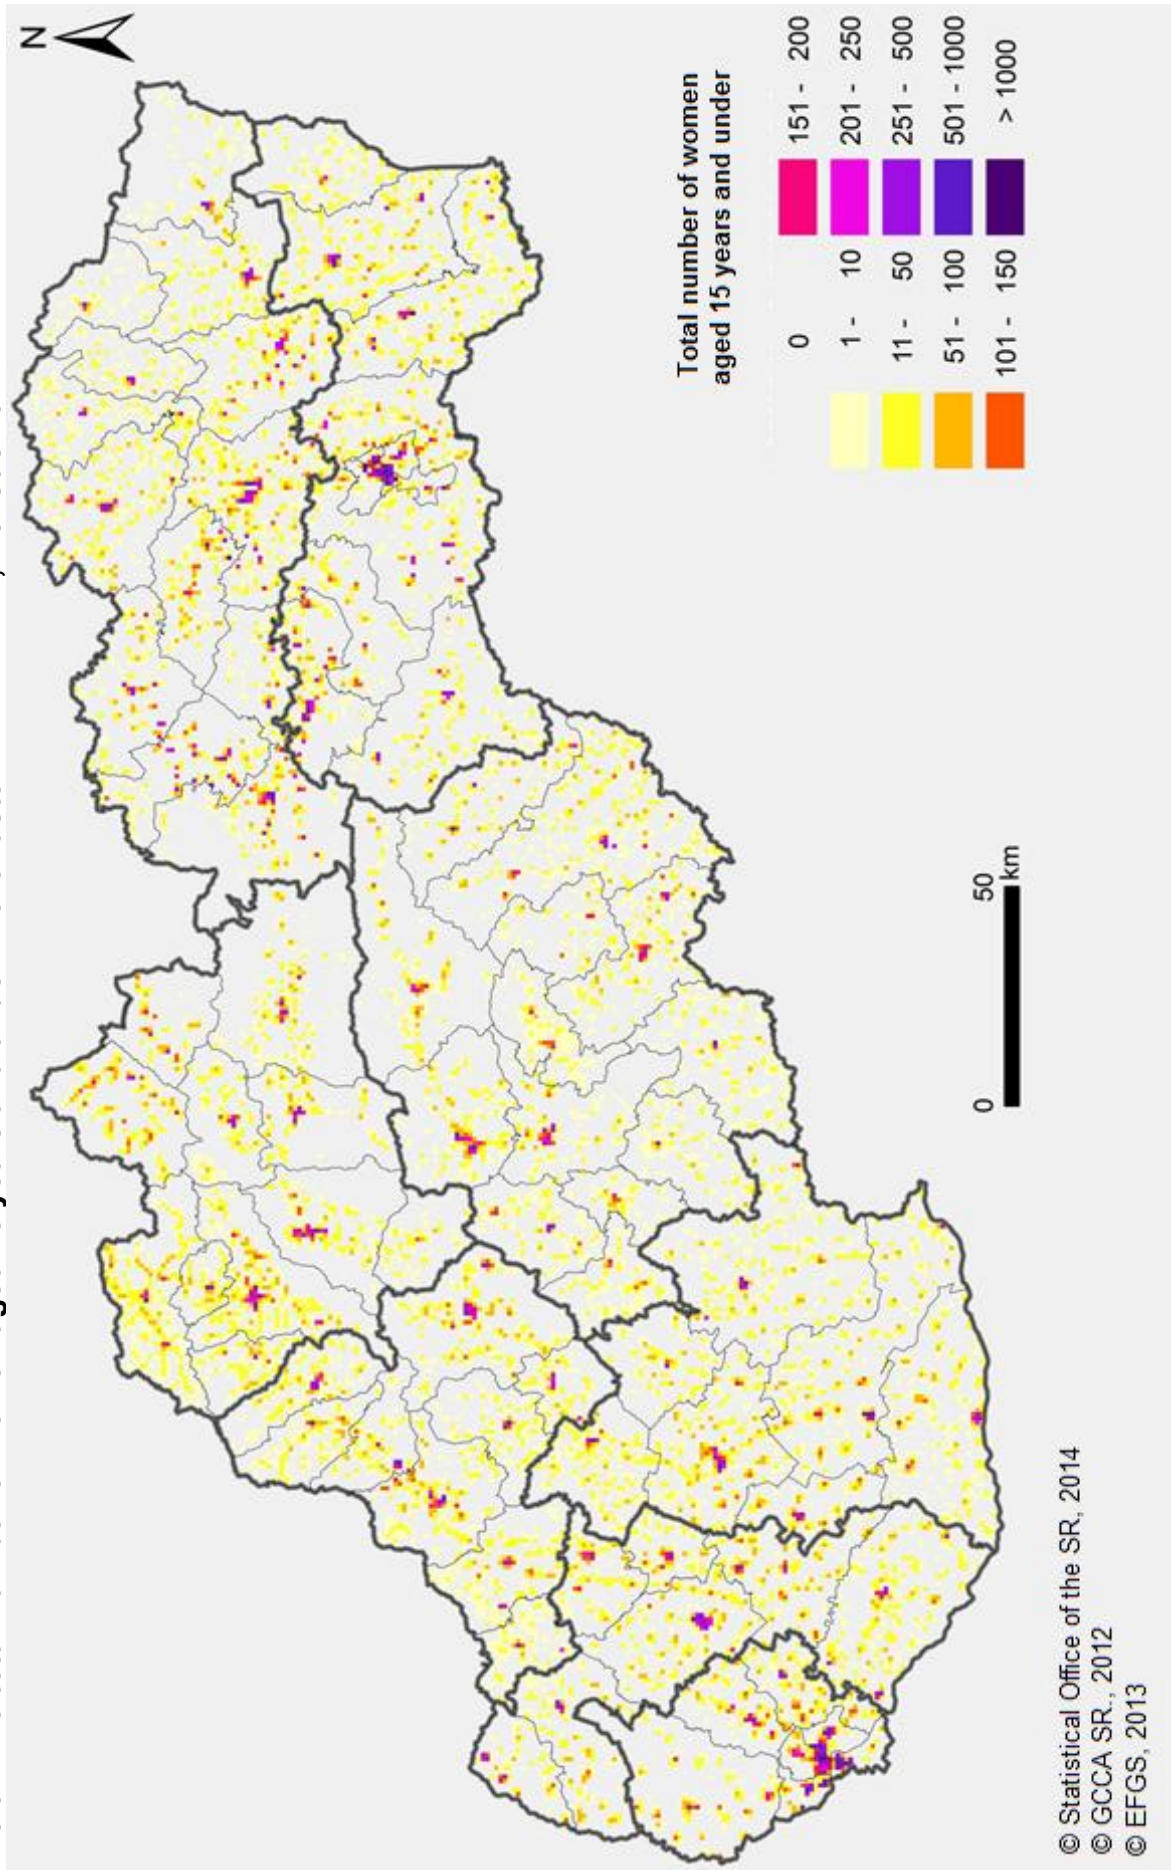 N
Total number of women
aged 15 years and under
0
1 - 10
11 - 50
51 - 100
101 - 150
151 - 200
201 - 250
251 - 500
501 - 1000
> 1000
0 50
km
© Statistical Office of the SR, 2014
© GCCA SR., 2012
© EFGS, 2013